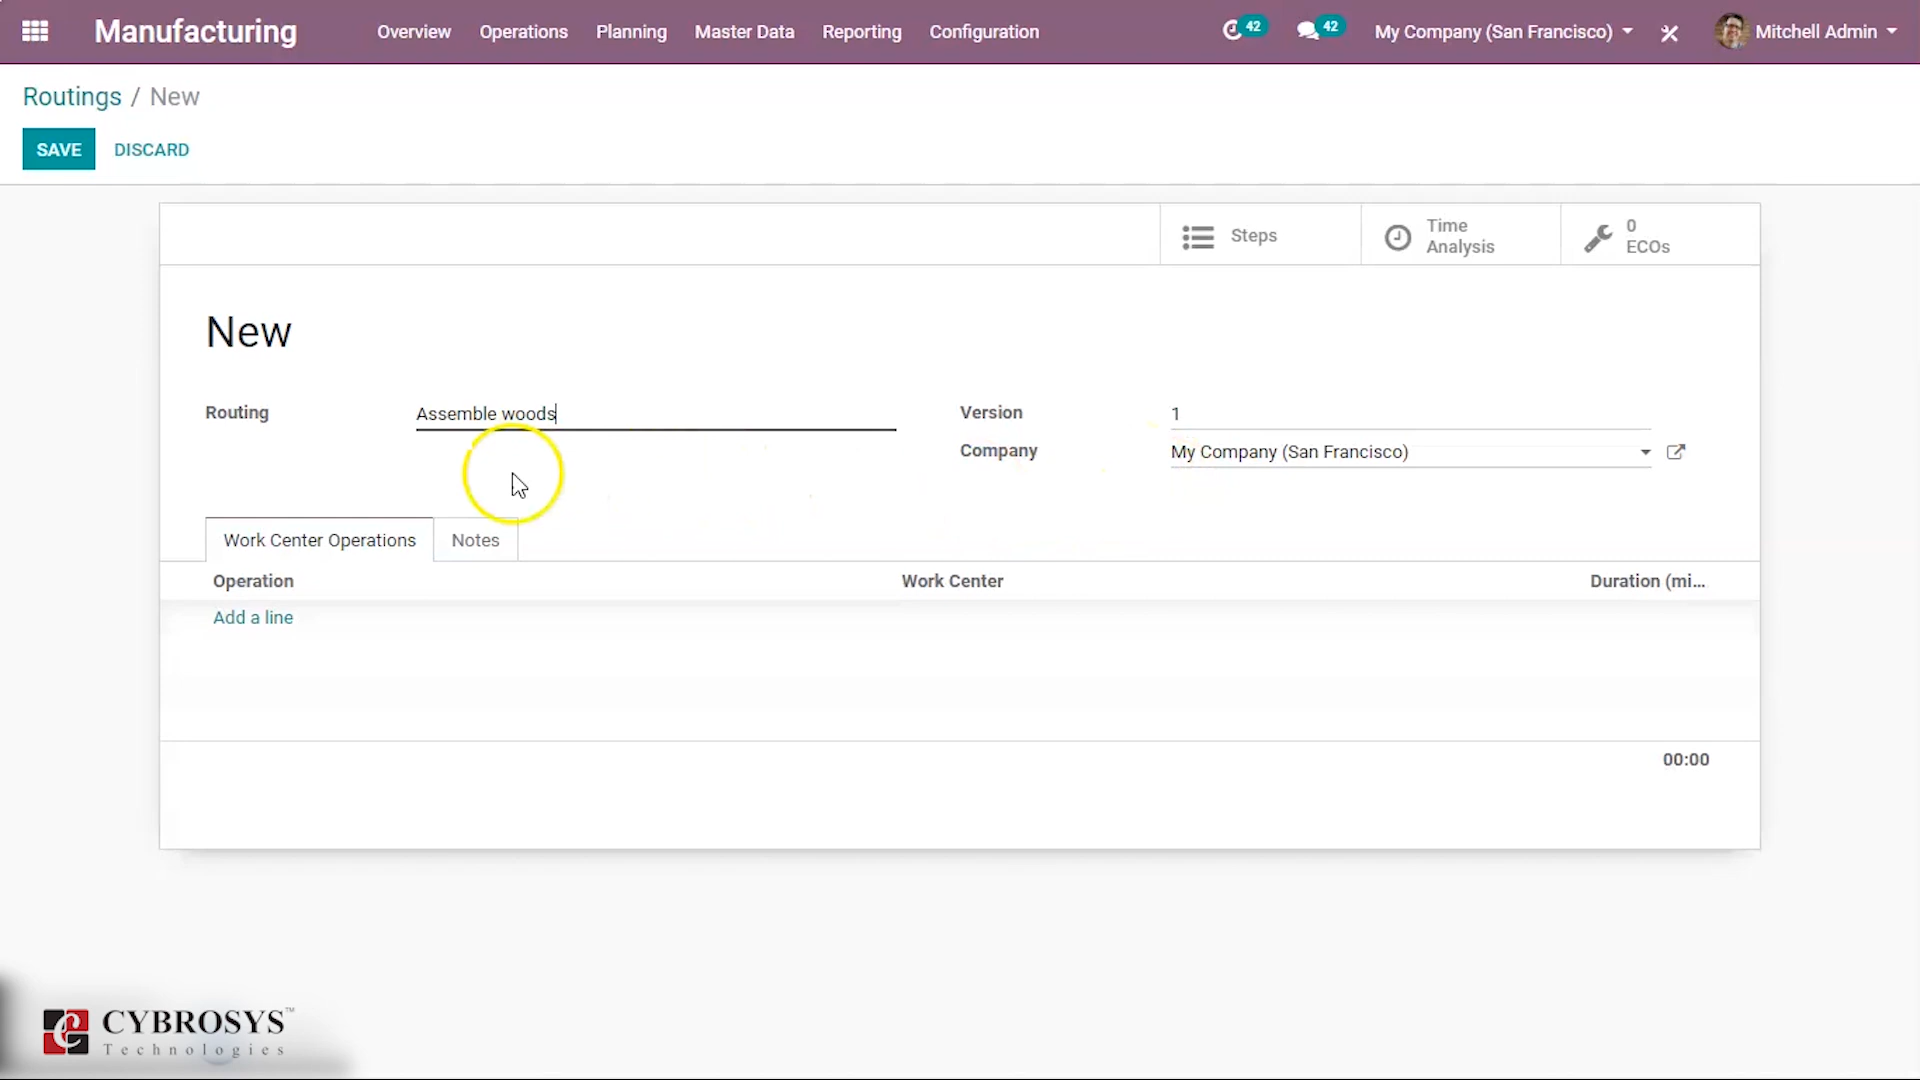 Manufacturing Overview Operations Planning Master Data Reporting Configuration 42 42 My Company (San Francisco) Mitchell Admin
Routings / New
SAVE DISCARD
Steps
Time
Analysis
0
ECOs
New
Routing Assemble woods Version 1
Company My Company (San Francisco)
Work Center Operations Notes
Operation Work Center Duration (mi...
Add a line
00:00
CYBROSYS™
Technologies